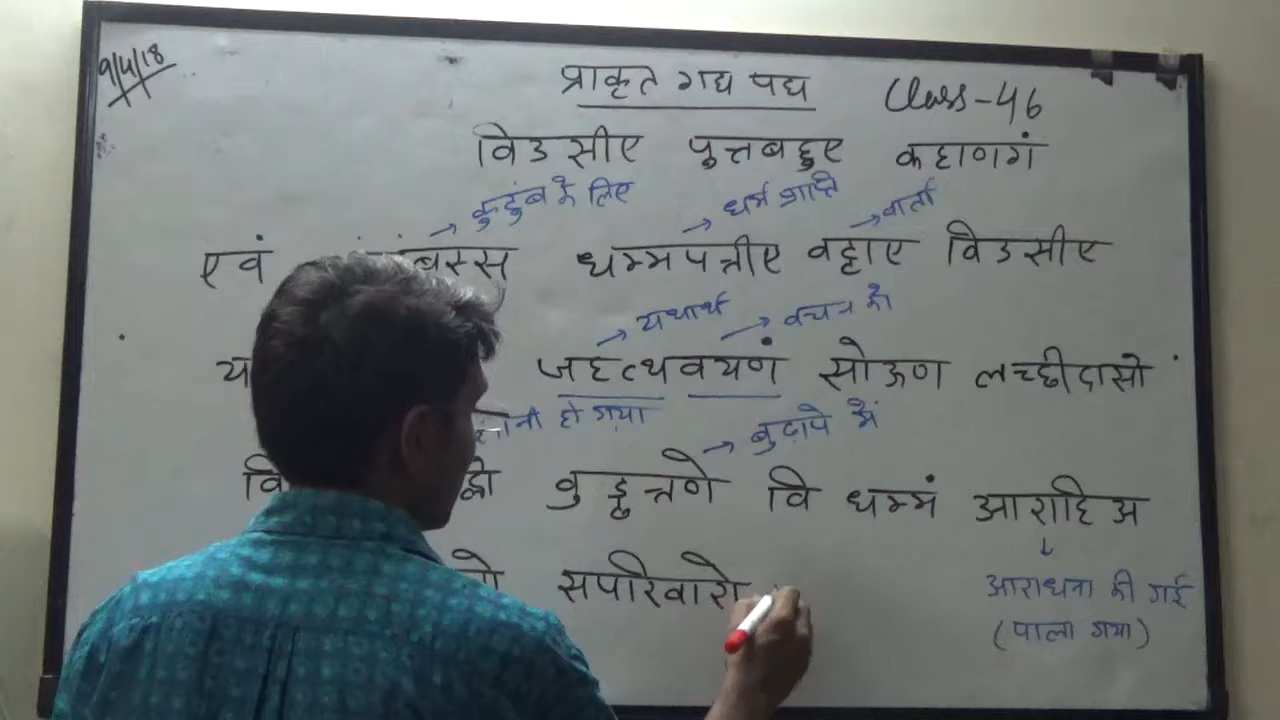 9/4/18
प्राकृत गद्य पद्य Class-46
विउसीए पुत्तबहुए कहाणगं
कुटुंब के लिए धर्म प्राप्ति वार्ता
एवं धम्मपत्तीए वट्टाए विउसीए
यथार्थ वचन को
जहत्थवयणं सोऊण लच्छीदासो
हो गया बुढ़ापे में
वुड्ढत्तणे वि धम्मं आराहिअ
सपरिवारो
आराधना की गई
(पाला गया)